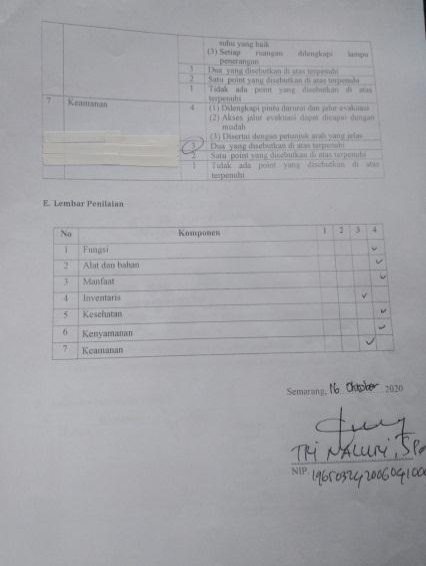 suhu yang baik
(3) Setiap ruangan dilengkapi lampu
penerangan
3 Dua yang disebutkan di atas terpenuhi
2 Satu point yang disebutkan di atas terpenuhi
1 Tidak ada point yang disebutkan di atas
terpenuhi
7 Keamanan 4 (1) Dilengkapi pintu darurat dan jalur evakuasi
(2) Akses jalur evakuasi dapat dicapai dengan
mudah
(3) Disertai dengan petunjuk arah yang jelas
3 Dua yang disebutkan di atas terpenuhi
2 Satu point yang disebutkan di atas terpenuhi
1 Tidak ada point yang disebutkan di atas
terpenuhi
E. Lembar Penilaian
No Komponen 1 2 3 4
1 Fungsi ✓
2 Alat dan bahan ✓
3 Manfaat ✓
4 Inventaris ✓
5 Kesehatan ✓
6 Kenyamanan ✓
7 Keamanan ✓
Semarang, 16 Oktober 2020
TRI NALURI, S.Pd
NIP.